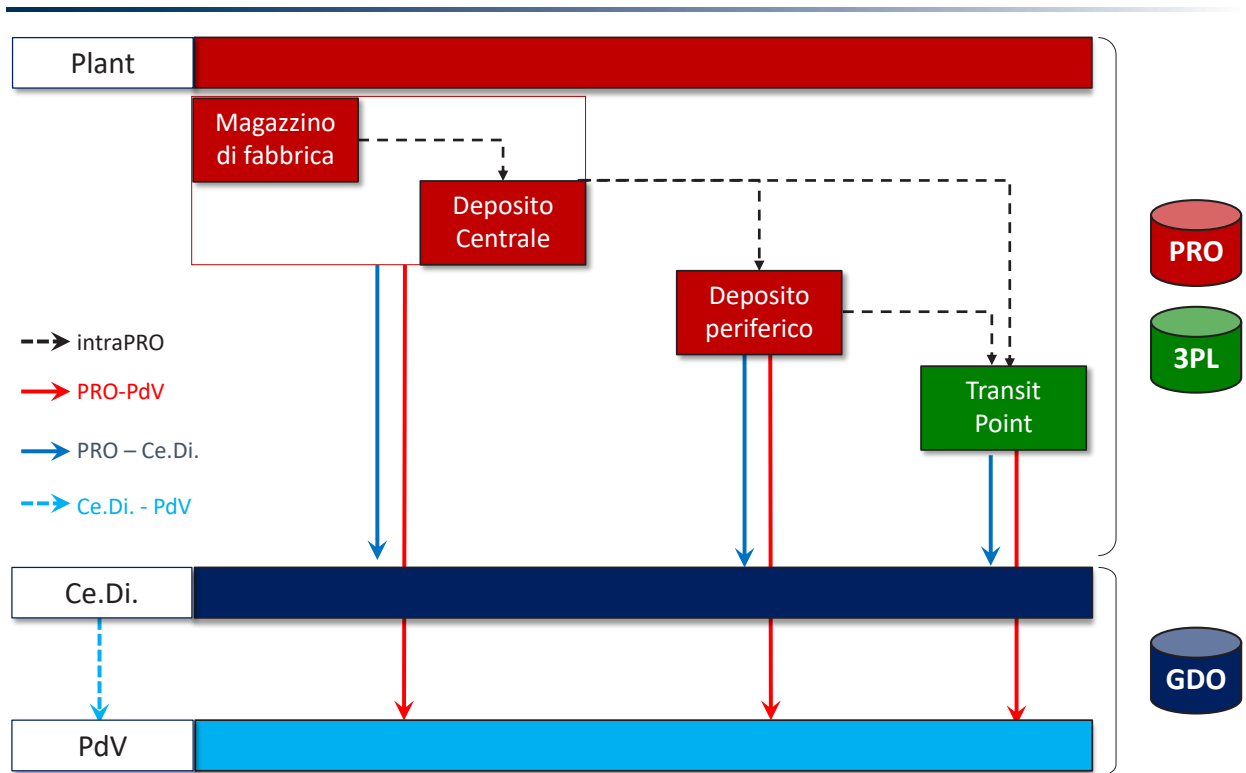 Plant
Magazzino
di fabbrica
Deposito
Centrale
PRO
Deposito
periferico
intraPRO
3PL
PRO-PdV
Transit
Point
PRO – Ce.Di.
Ce.Di. - PdV
Ce.Di.
GDO
PdV